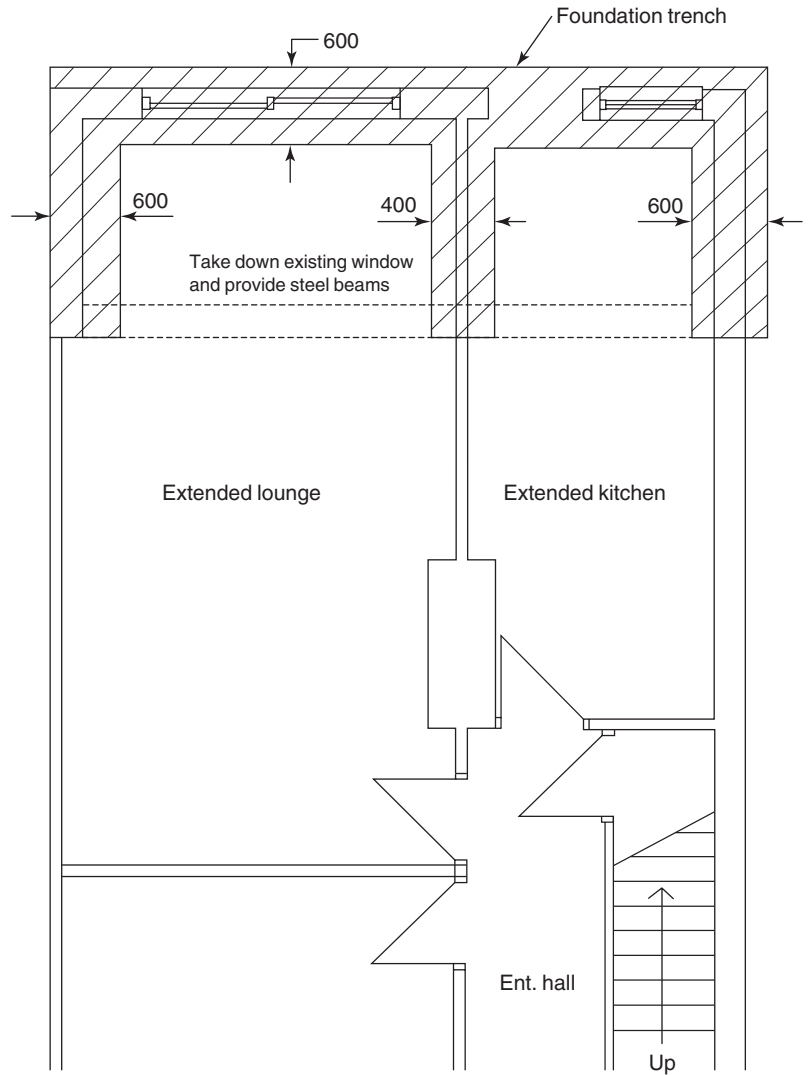 Foundation trench
600
600
400
600
Take down existing window
and provide steel beams
Extended lounge
Extended kitchen
Ent. hall
Up